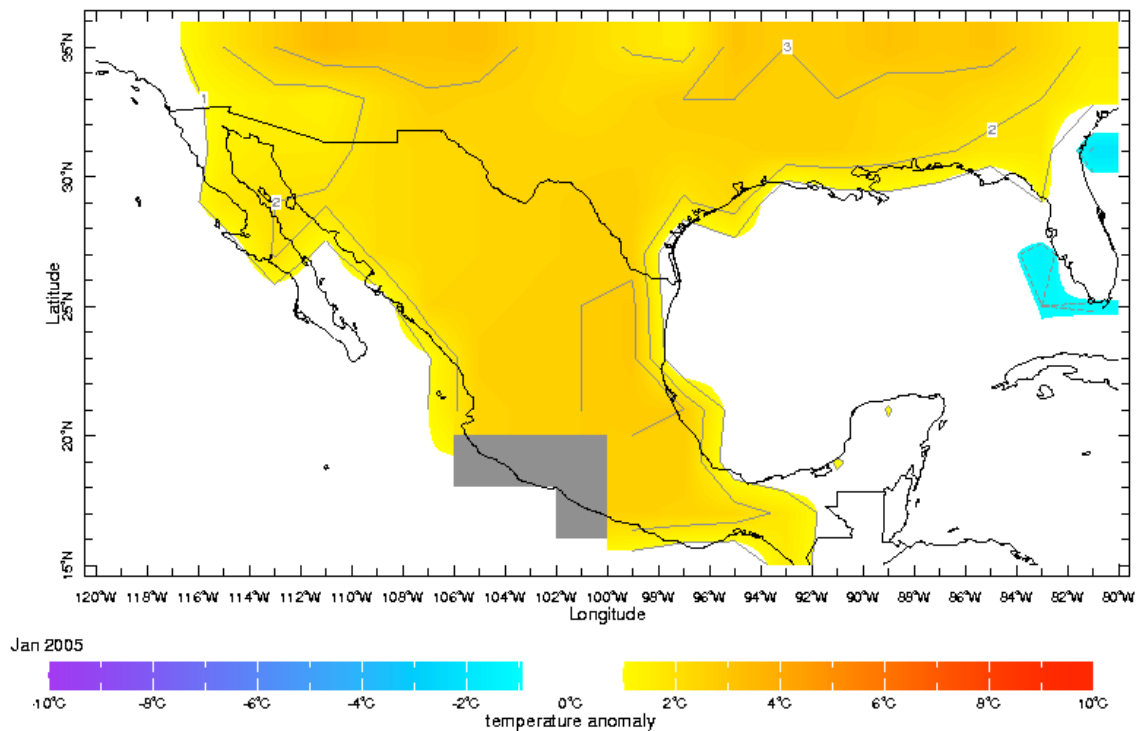 35°N
3
1
2
30°N
2
Latitude
25°N
20°N
15°N
120°W 118°W 116°W 114°W 112°W 110°W 108°W 106°W 104°W 102°W 100°W 98°W 96°W 94°W 92°W 90°W 88°W 86°W 84°W 82°W 80°W
Longitude
Jan 2005
-10°C -8°C -6°C -4°C -2°C 0°C 2°C 4°C 6°C 8°C 10°C
temperature anomaly